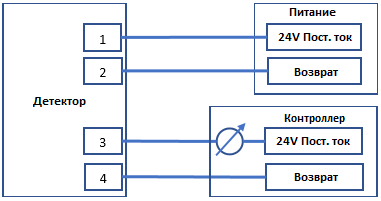 Питание
1
24V Пост. ток
2
Возврат
Детектор
Контроллер
3
24V Пост. ток
4
Возврат